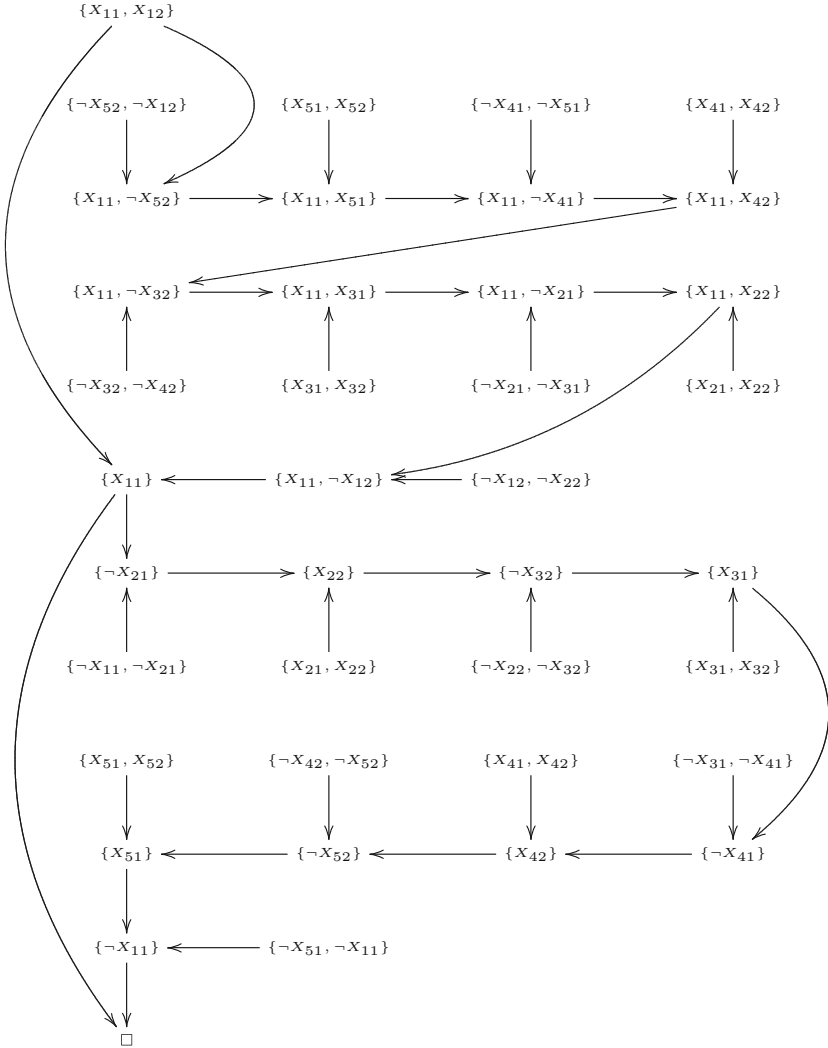 {X₁₁, X₁₂}
{¬X₅₂, ¬X₁₂} {X₅₁, X₅₂} {¬X₄₁, ¬X₅₁} {X₄₁, X₄₂}
{X₁₁, ¬X₅₂} {X₁₁, X₅₁} {X₁₁, ¬X₄₁} {X₁₁, X₄₂}
{X₁₁, ¬X₃₂} {X₁₁, X₃₁} {X₁₁, ¬X₂₁} {X₁₁, X₂₂}
{¬X₃₂, ¬X₄₂} {X₃₁, X₃₂} {¬X₂₁, ¬X₃₁} {X₂₁, X₂₂}
{X₁₁} {X₁₁, ¬X₁₂} {¬X₁₂, ¬X₂₂}
{¬X₂₁} {X₂₂} {¬X₃₂} {X₃₁}
{¬X₁₁, ¬X₂₁} {X₂₁, X₂₂} {¬X₂₂, ¬X₃₂} {X₃₁, X₃₂}
{X₅₁, X₅₂} {¬X₄₂, ¬X₅₂} {X₄₁, X₄₂} {¬X₃₁, ¬X₄₁}
{X₅₁} {¬X₅₂} {X₄₂} {¬X₄₁}
{¬X₁₁} {¬X₅₁, ¬X₁₁}
□